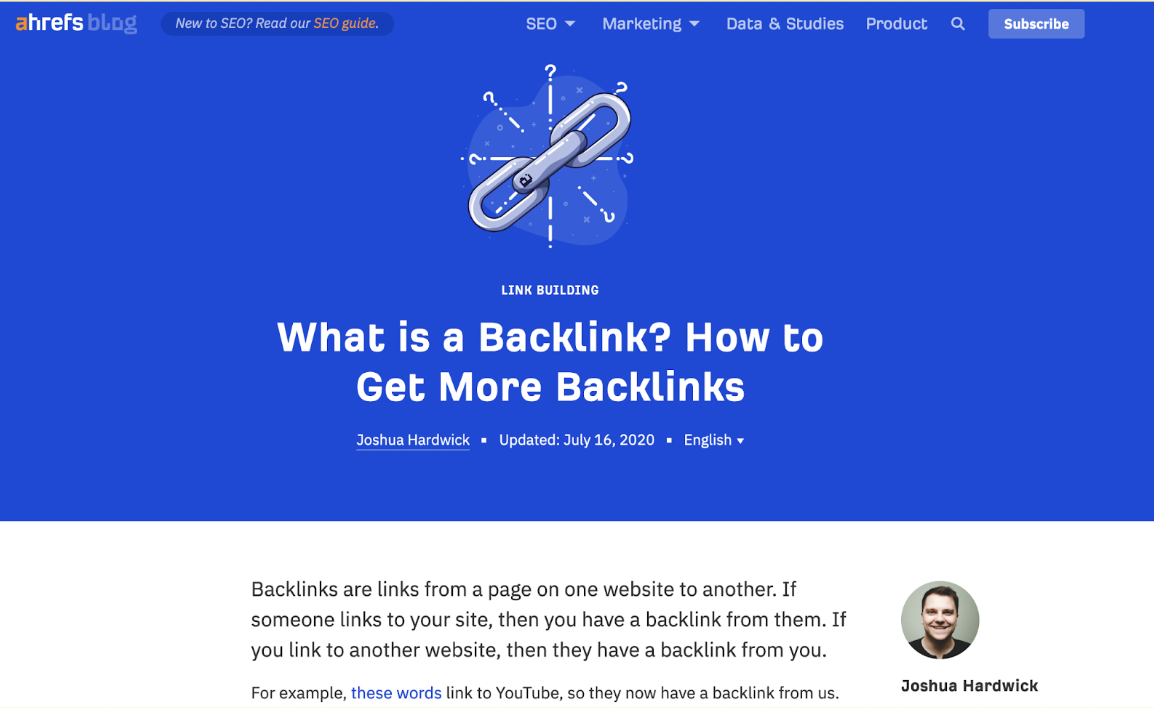 ahrefs blog New to SEO? Read our SEO guide. SEO Marketing Data & Studies Product Subscribe
? ? ? ? ? ? ?
a
LINK BUILDING
What is a Backlink? How to
Get More Backlinks
Joshua Hardwick ▪ Updated: July 16, 2020 ▪ English ▾
Backlinks are links from a page on one website to another. If
someone links to your site, then you have a backlink from them. If
you link to another website, then they have a backlink from you.
For example, these words link to YouTube, so they now have a backlink from us.
Joshua Hardwick